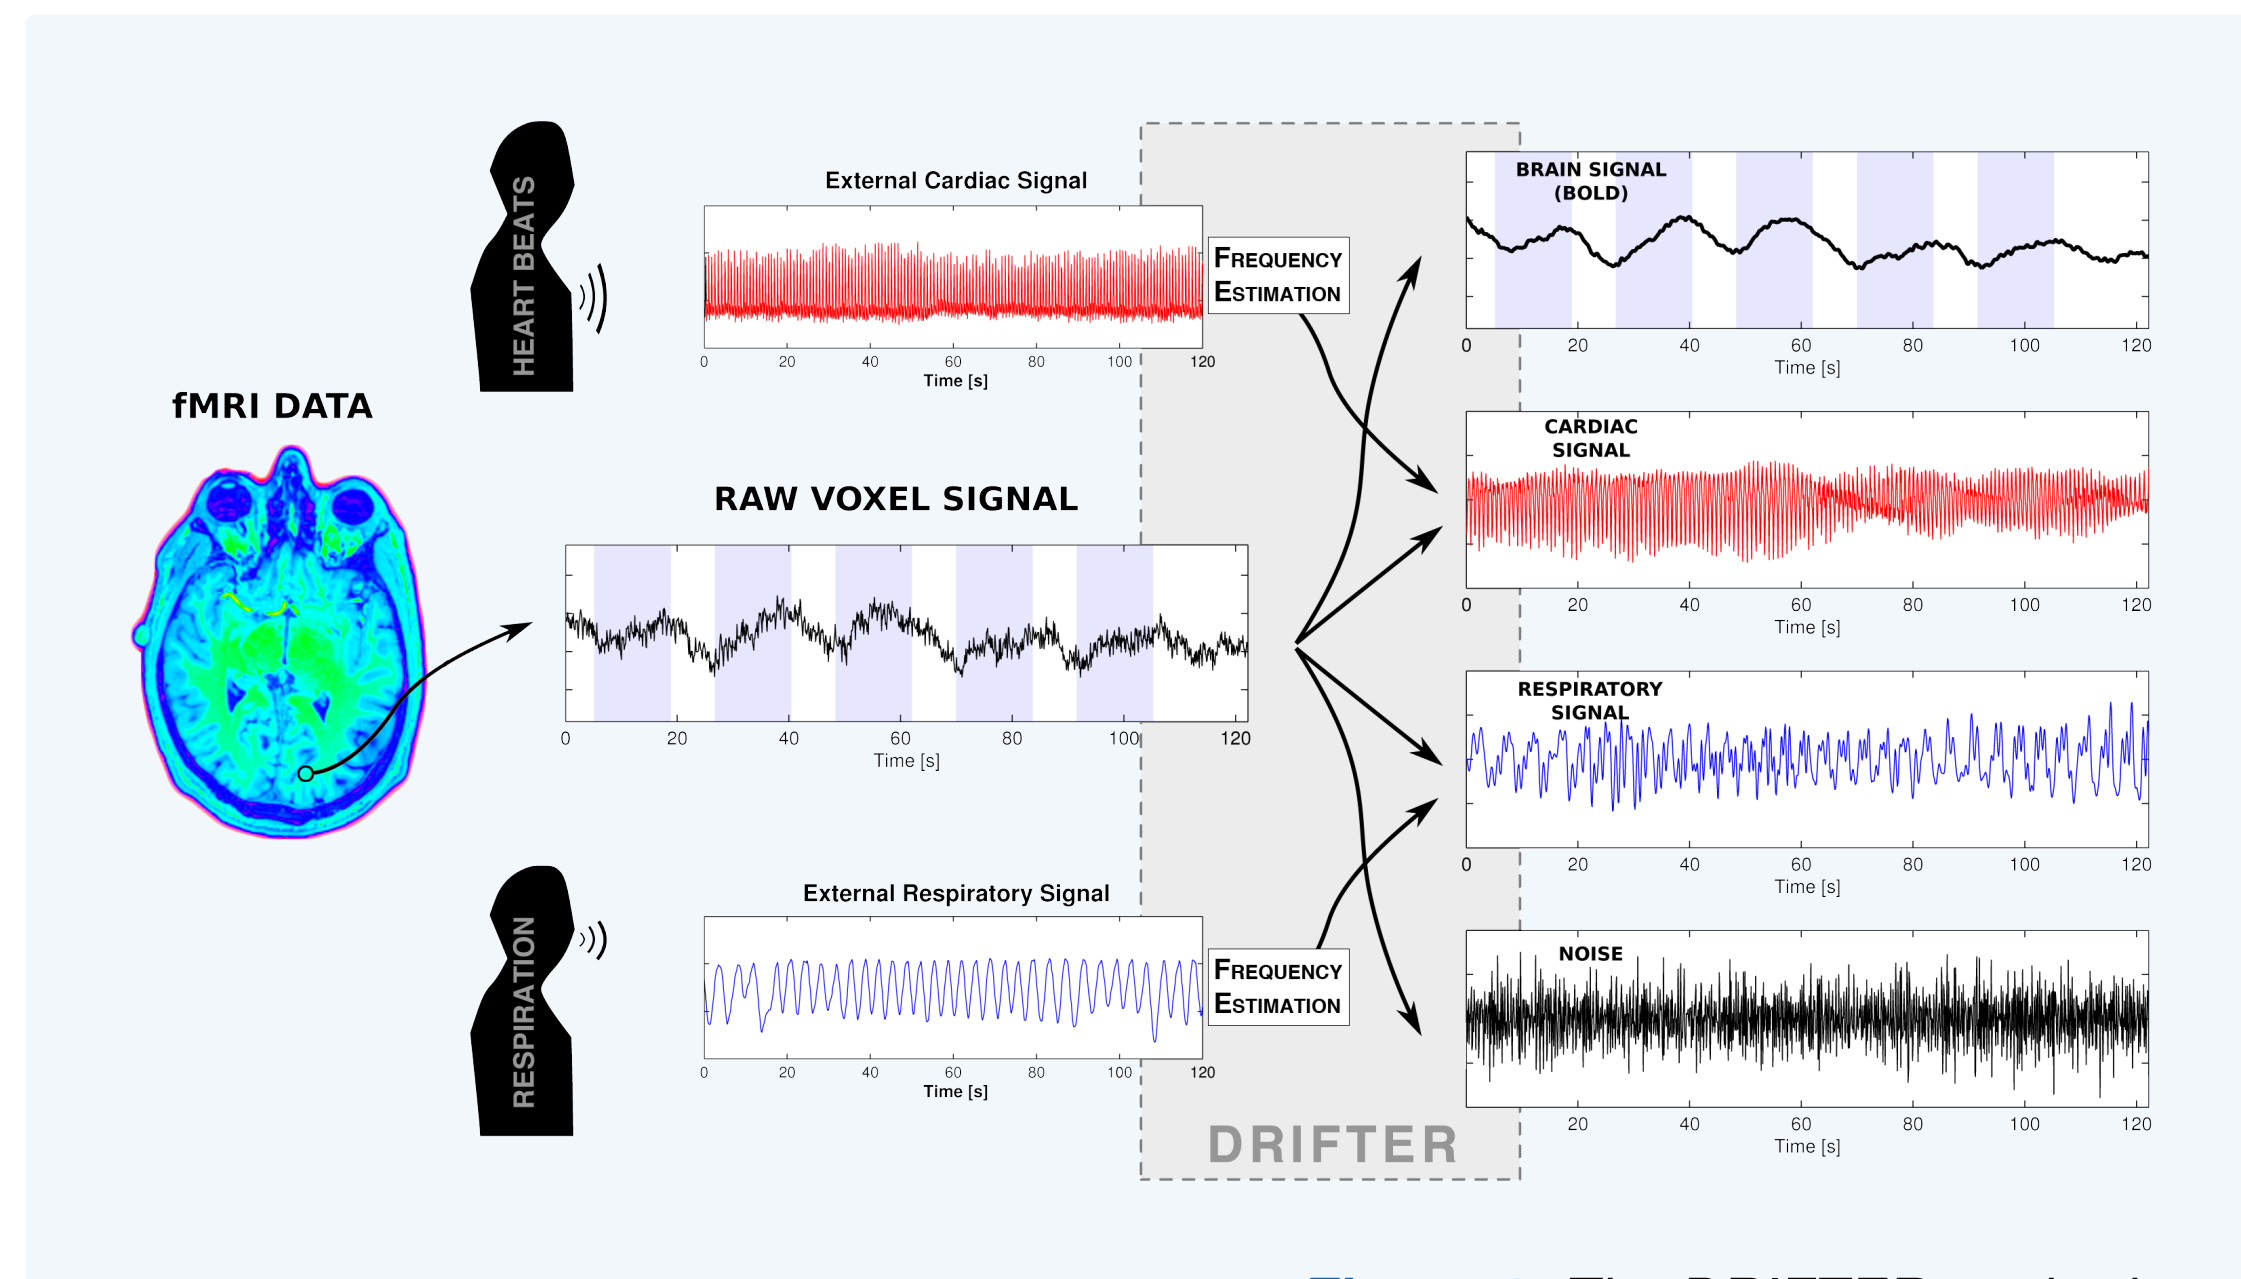 HEART BEATS
External Cardiac Signal
0 20 40 60 80 100 120
Time [s]
FREQUENCY
ESTIMATION
BRAIN SIGNAL
(BOLD)
0 20 40 60 80 100 120
Time [s]
fMRI DATA
RAW VOXEL SIGNAL
0 20 40 60 80 100 120
Time [s]
CARDIAC
SIGNAL
0 20 40 60 80 100 120
Time [s]
RESPIRATORY
SIGNAL
0 20 40 60 80 100 120
Time [s]
RESPIRATION
External Respiratory Signal
0 20 40 60 80 100 120
Time [s]
FREQUENCY
ESTIMATION
NOISE
20 40 60 80 100 120
Time [s]
DRIFTER